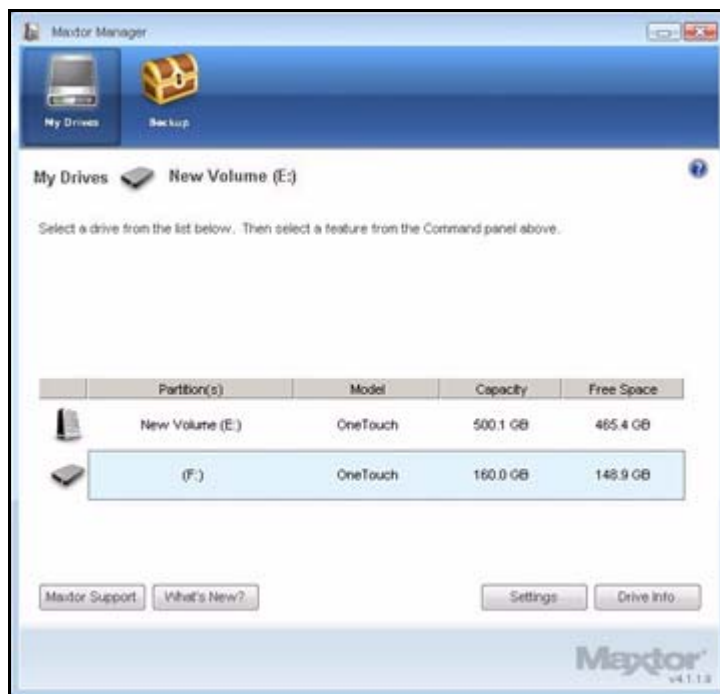 Maxtor Manager
My Drives Backup
My Drives New Volume (E:)
Select a drive from the list below. Then select a feature from the Command panel above.
Partition(s) Model Capacity Free Space
New Volume (E:) OneTouch 500.1 GB 465.4 GB
(F:) OneTouch 160.0 GB 148.9 GB
Maxtor Support What's New? Settings Drive Info
Maxtor